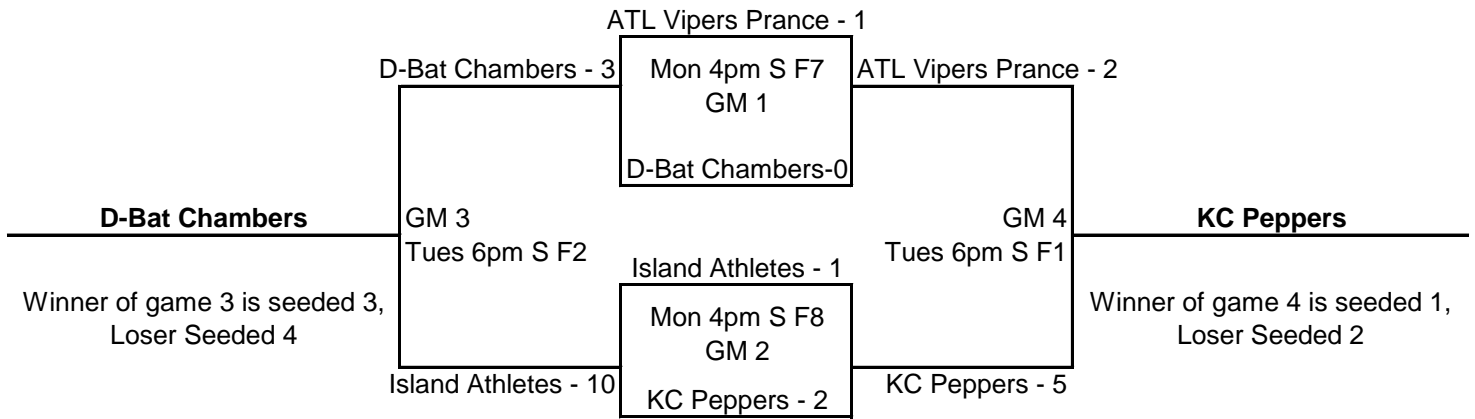 ATL Vipers Prance - 1
D-Bat Chambers - 3
Mon 4pm S F7
ATL Vipers Prance - 2
GM 1
D-Bat Chambers-0
D-Bat Chambers
GM 3
GM 4
KC Peppers
Tues 6pm S F2
Tues 6pm S F1
Island Athletes - 1
Winner of game 3 is seeded 3,
Loser Seeded 4
Mon 4pm S F8
GM 2
Winner of game 4 is seeded 1,
Loser Seeded 2
Island Athletes - 10
KC Peppers - 2
KC Peppers - 5